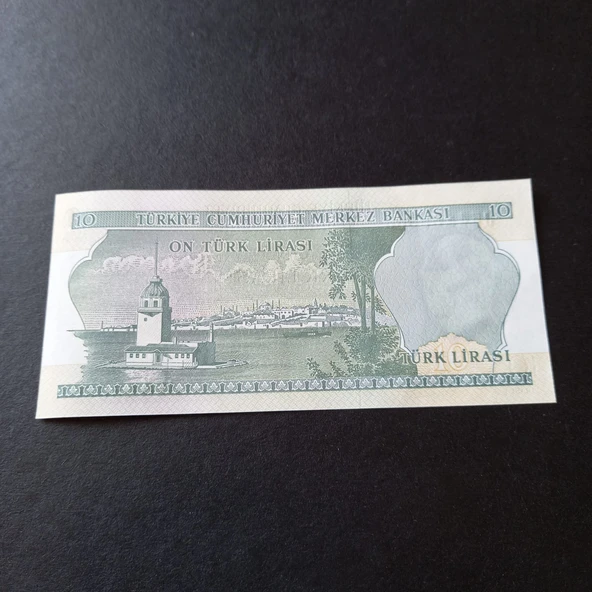 10 TÜRKİYE CUMHURİYET MERKEZ BANKASI 10
ON TÜRK LİRASI
10
TÜRK LİRASI